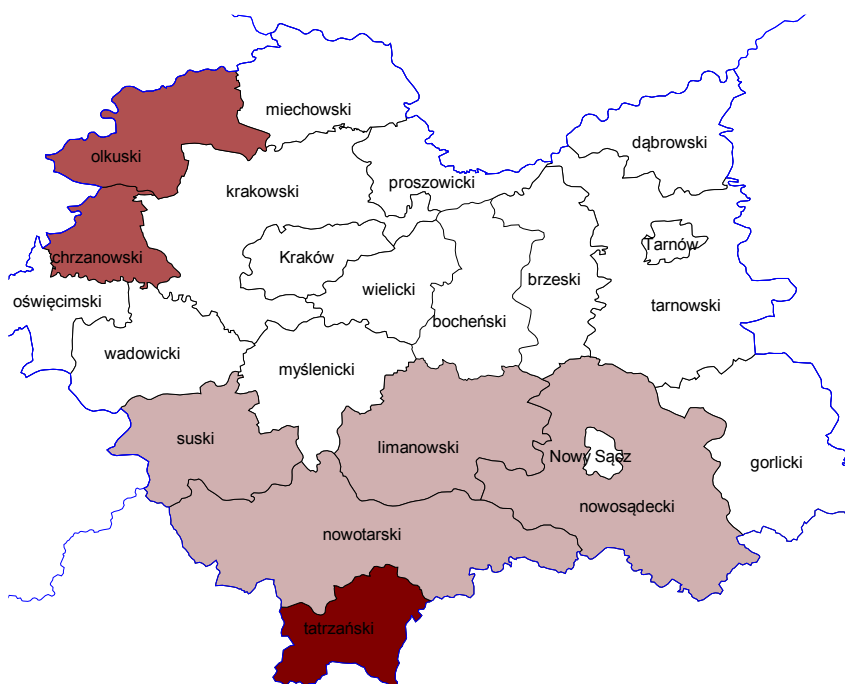 miechowski
dąbrowski
olkuski
proszowicki
krakowski
Tarnów
Kraków
chrzanowski
brzeski
wielicki
oświęcimski
tarnowski
bocheński
wadowicki
myślenicki
suski
limanowski
Nowy Sącz
gorlicki
nowosądecki
nowotarski
tatrzański